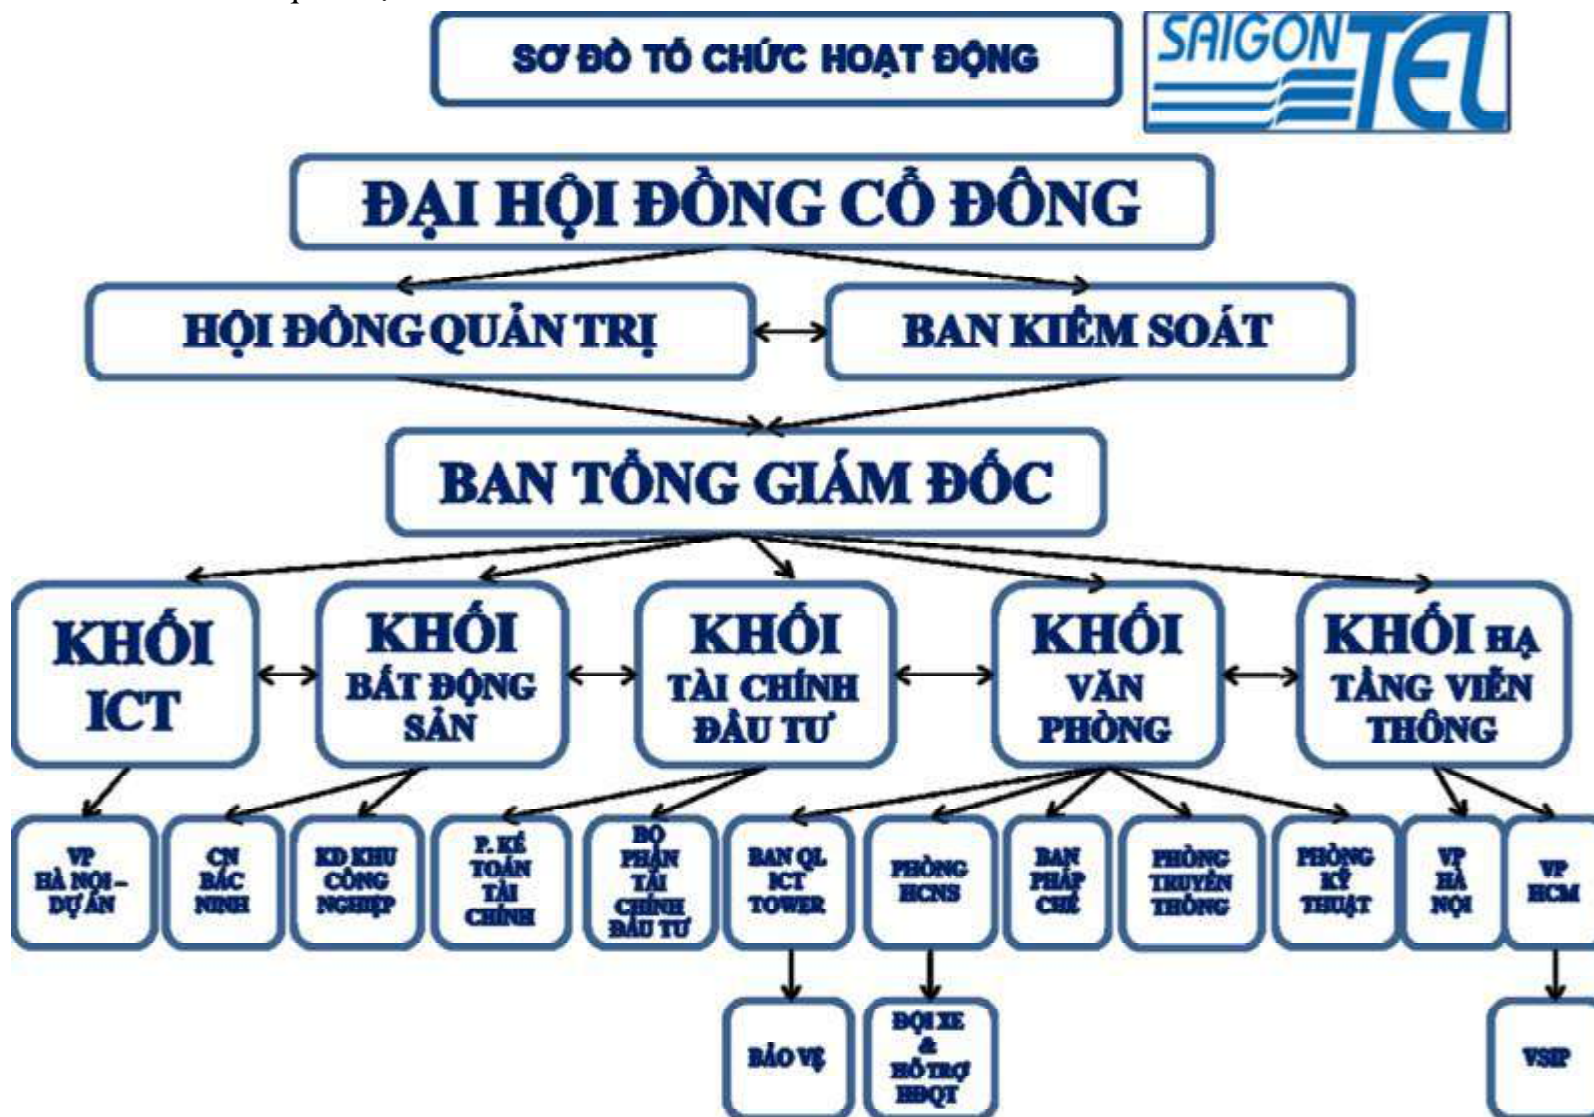 SƠ ĐỒ TỔ CHỨC HOẠT ĐỘNG
SAIGON
TEL
ĐẠI HỘI ĐỒNG CỔ ĐÔNG
HỘI ĐỒNG QUẢN TRỊ
BAN KIỂM SOÁT
BAN TỔNG GIÁM ĐỐC
KHỐI
ICT
KHỐI
BẤT ĐỘNG
SẢN
KHỐI
TÀI CHÍNH
ĐẦU TƯ
KHỐI
VĂN
PHÒNG
KHỐI HẠ
TẦNG VIỄN
THÔNG
VP
HÀ NỘI –
DỰ ÁN
CN
BẮC
NINH
KD KHU
CÔNG
NGHIỆP
P. KẾ
TOÁN
TÀI
CHÍNH
BỘ
PHẬN
TÀI
CHÍNH
ĐẦU TƯ
BAN QL
ICT
TOWER
PHÒNG
HCNS
BAN
PHÁP
CHẾ
PHÒNG
TRUYỀN
THÔNG
PHÒNG
KỸ
THUẬT
VP
HÀ
NỘI
VP
HCM
BẢO VỆ
ĐỘI XE
&
HỖ TRỢ
HĐQT
VSIP